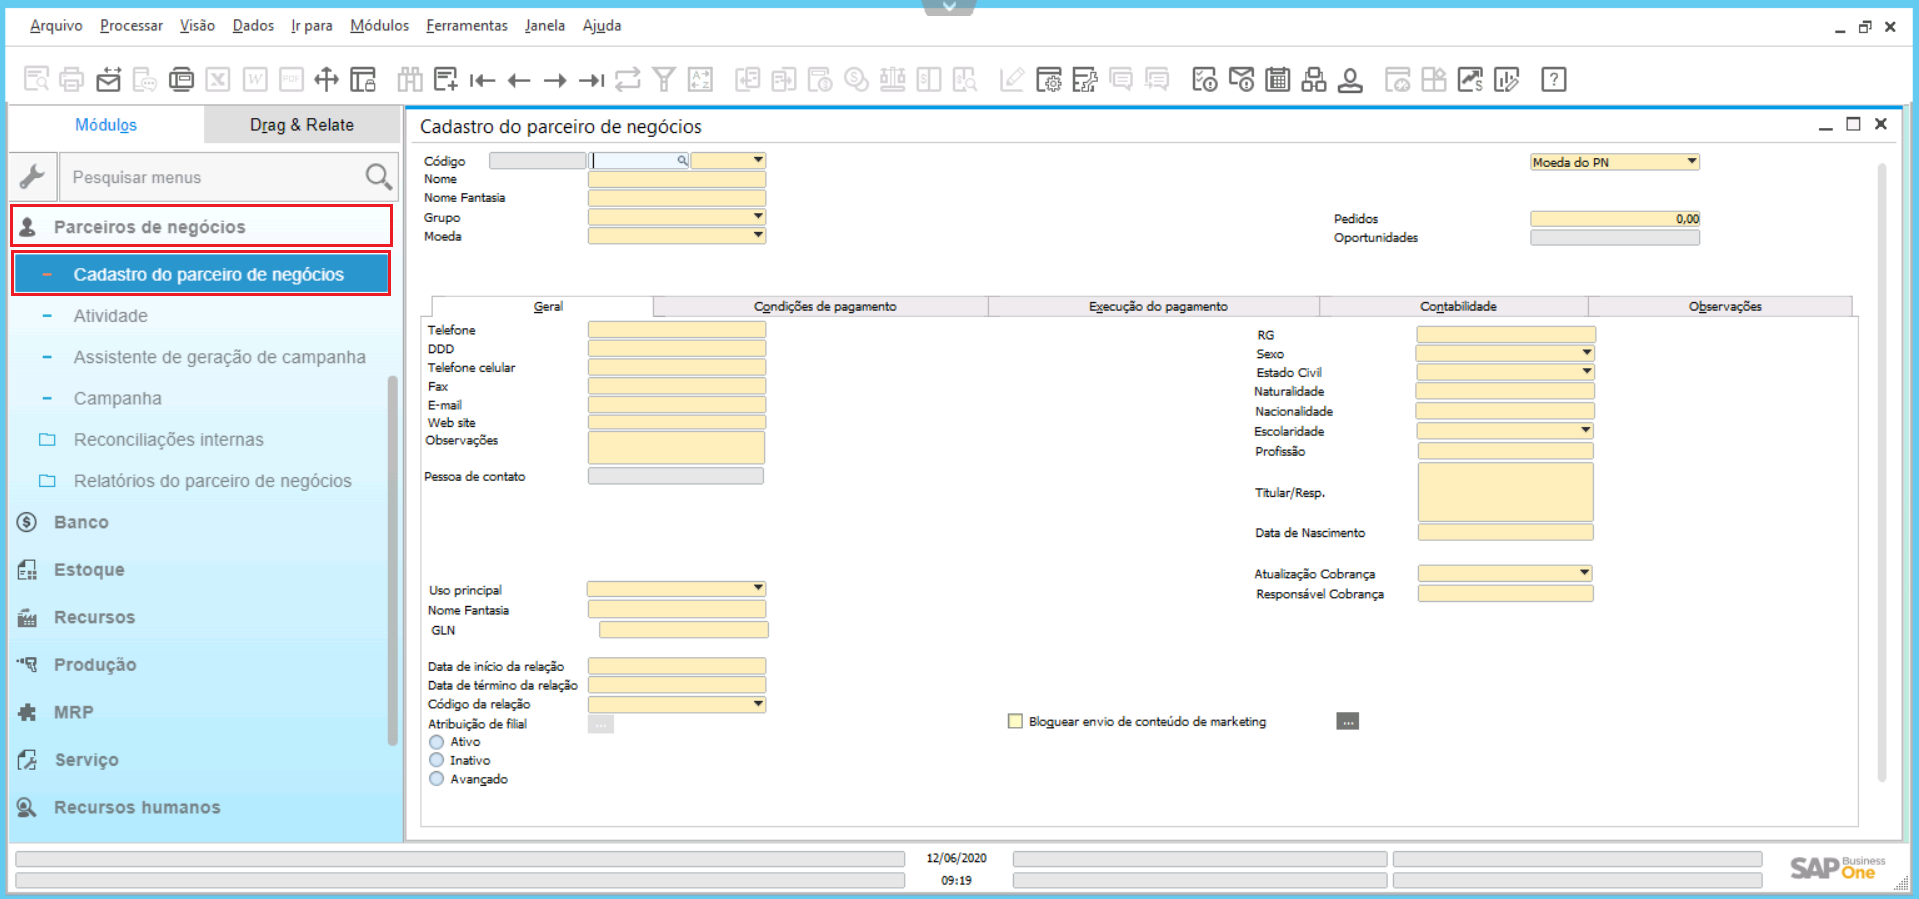 Arquivo Processar Visão Dados Ir para Módulos Ferramentas Janela Ajuda
Módulos Drag & Relate
Pesquisar menus
Parceiros de negócios
Cadastro do parceiro de negócios
Atividade
Assistente de geração de campanha
Campanha
Reconciliações internas
Relatórios do parceiro de negócios
Banco
Estoque
Recursos
Produção
MRP
Serviço
Recursos humanos
Cadastro do parceiro de negócios
Código
Nome
Nome Fantasia
Grupo
Moeda
Moeda do PN
Pedidos 0,00
Oportunidades
Geral Condições de pagamento Execução do pagamento Contabilidade Observações
Telefone
DDD
Telefone celular
Fax
E-mail
Web site
Observações
Pessoa de contato
Uso principal
Nome Fantasia
GLN
Data de início da relação
Data de término da relação
Código da relação
Atribuição de filial ...
Ativo
Inativo
Avançado
RG
Sexo
Estado Civil
Naturalidade
Nacionalidade
Escolaridade
Profissão
Titular/Resp.
Data de Nascimento
Atualização Cobrança
Responsável Cobrança
Bloquear envio de conteúdo de marketing ...
12/06/2020
09:19
SAP Business One